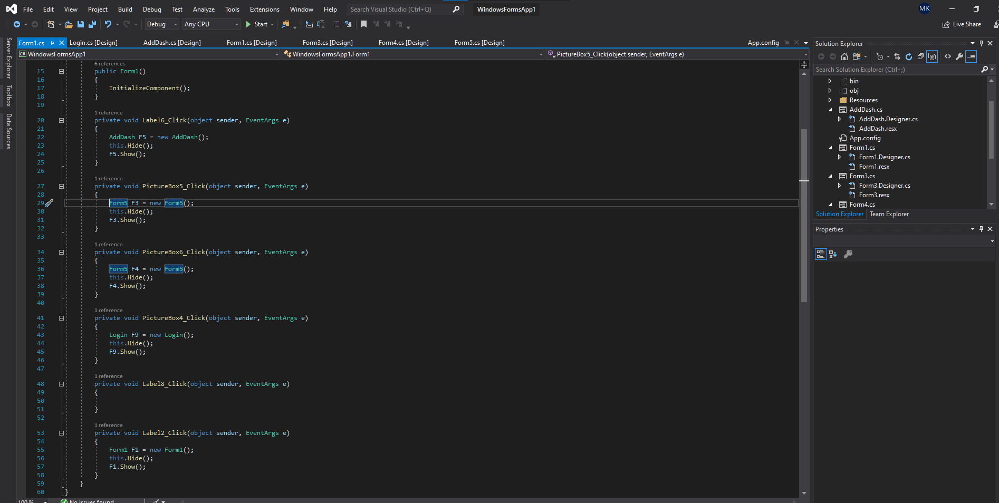 File Edit View Project Build Debug Test Analyze Tools Extensions Window Help Search Visual Studio (Ctrl+Q) WindowsFormsApp1 MK
Debug Any CPU Start Live Share
Form1.cs Login.cs [Design] AddDash.cs [Design] Form1.cs [Design] Form3.cs [Design] Form4.cs [Design] Form5.cs [Design] App.config
WindowsFormsApp1 WindowsFormsApp1.Form1 PictureBox5_Click(object sender, EventArgs e)
Server Explorer
Toolbox
Data Sources
6 references
15 public Form1()
16 {
17 InitializeComponent();
18 }
19
1 reference
20 private void Label6_Click(object sender, EventArgs e)
21 {
22 AddDash F5 = new AddDash();
23 this.Hide();
24 F5.Show();
25 }
26
1 reference
27 private void PictureBox5_Click(object sender, EventArgs e)
28 {
29 Form5 F3 = new Form5();
30 this.Hide();
31 F3.Show();
32 }
33
1 reference
34 private void PictureBox6_Click(object sender, EventArgs e)
35 {
36 Form5 F4 = new Form5();
37 this.Hide();
38 F4.Show();
39 }
40
1 reference
41 private void PictureBox4_Click(object sender, EventArgs e)
42 {
43 Login F9 = new Login();
44 this.Hide();
45 F9.Show();
46 }
47
1 reference
48 private void Label8_Click(object sender, EventArgs e)
49 {
50
51 }
52
1 reference
53 private void Label2_Click(object sender, EventArgs e)
54 {
55 Form1 F1 = new Form1();
56 this.Hide();
57 F1.Show();
58 }
59 }
60 }
100 % No issues found
Solution Explorer
Search Solution Explorer (Ctrl+;)
bin
obj
Resources
AddDash.cs
AddDash.Designer.cs
AddDash.resx
App.config
Form1.cs
Form1.Designer.cs
Form1.resx
Form3.cs
Form3.Designer.cs
Form3.resx
Form4.cs
Solution Explorer Team Explorer
Properties